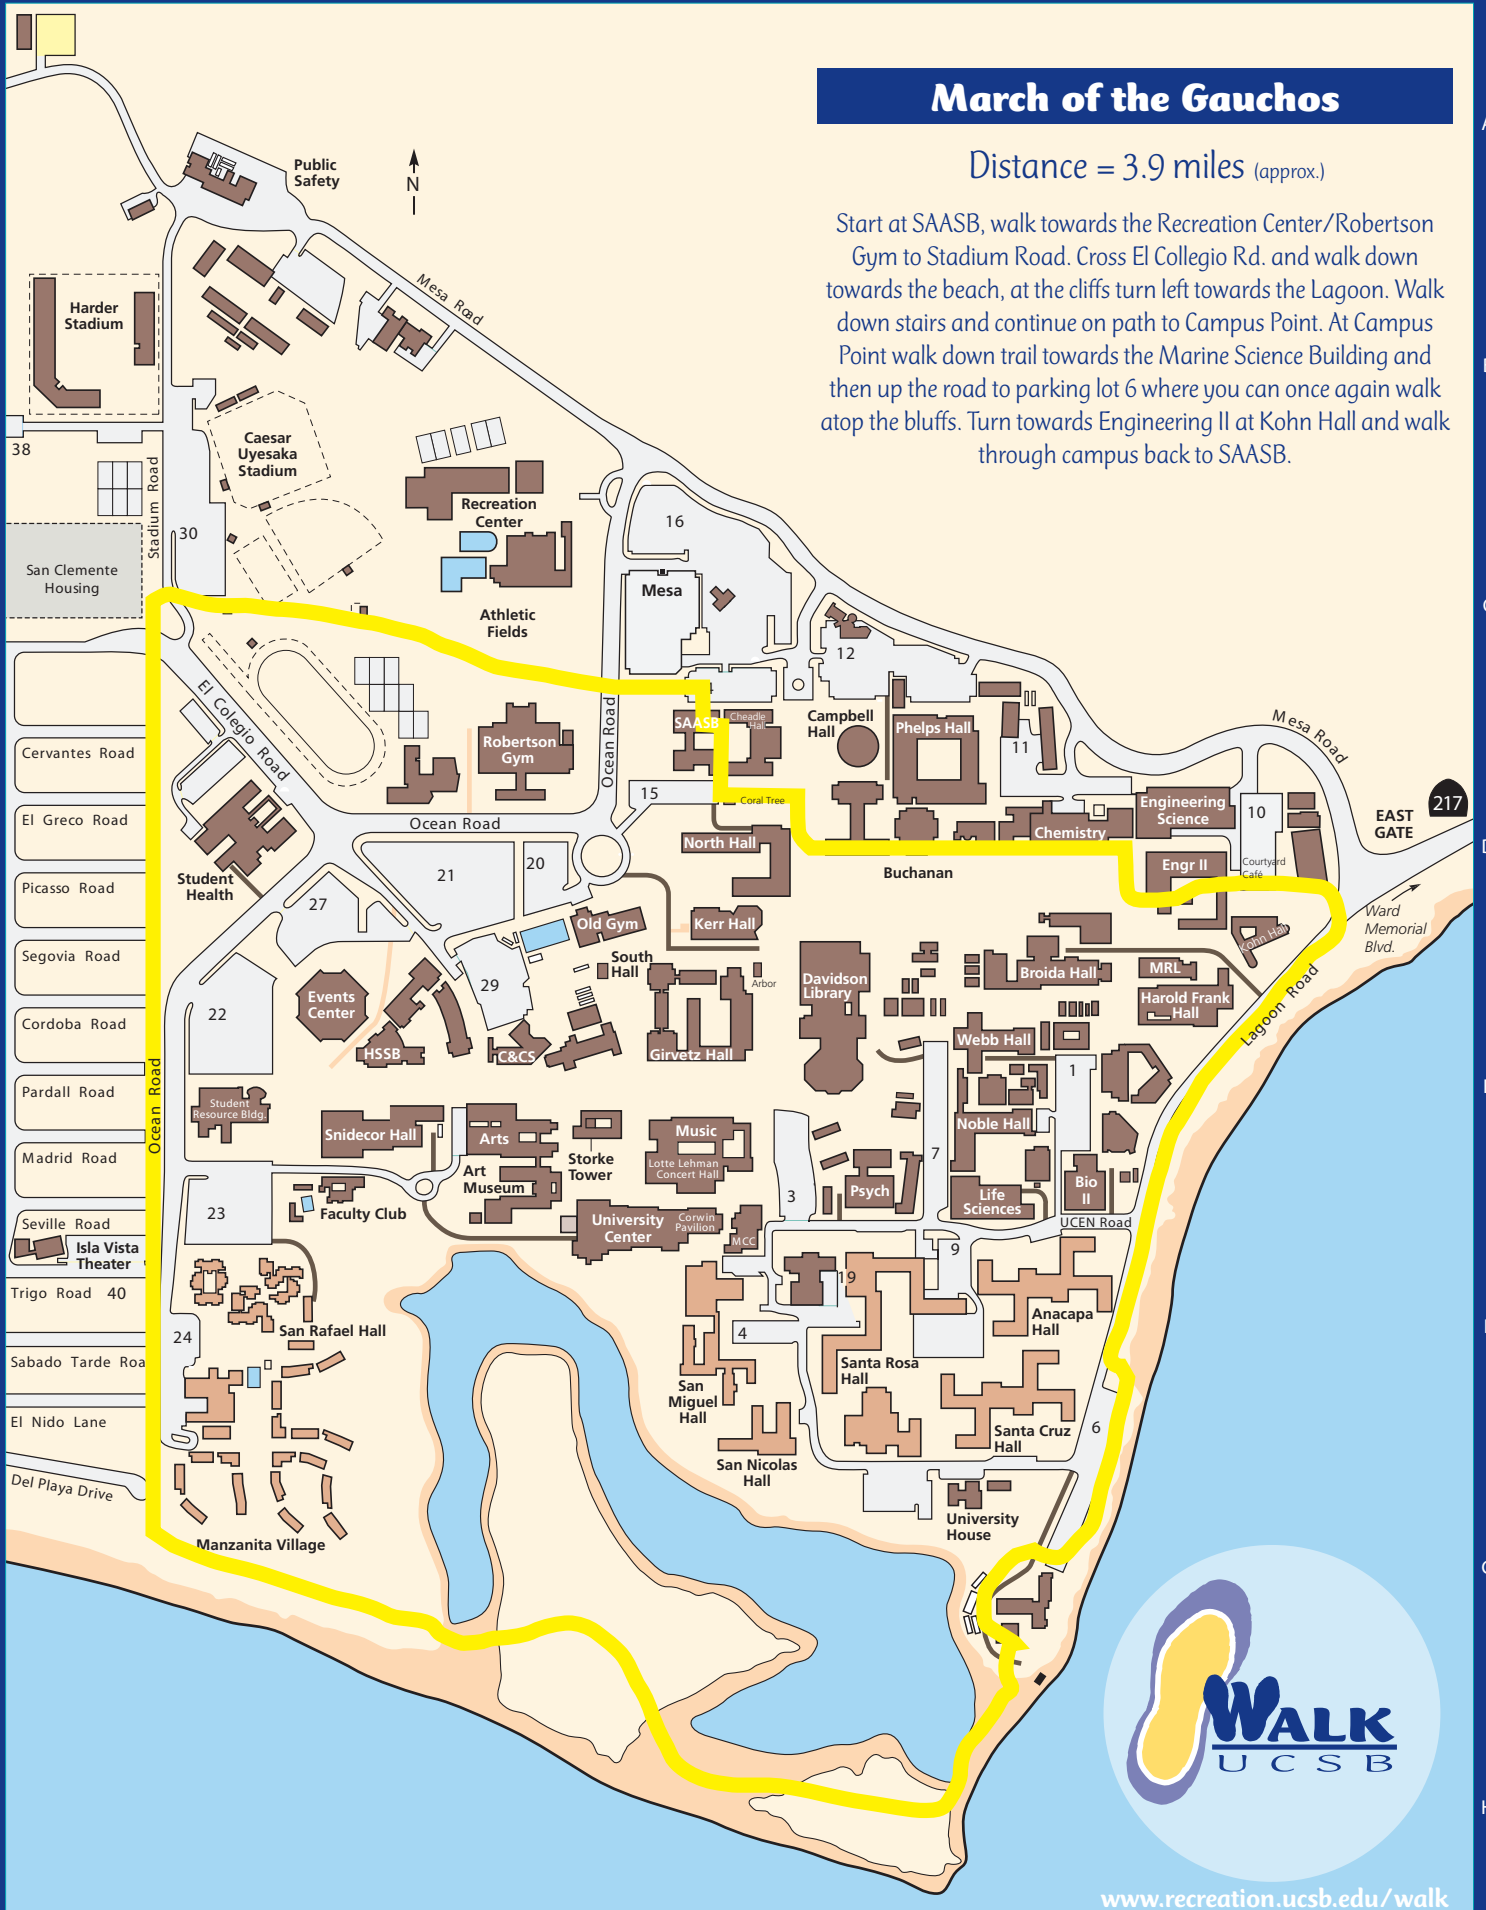 March of the Gauchos
Distance = 3.9 miles (approx.)
Start at SAASB, walk towards the Recreation Center/Robertson
Gym to Stadium Road. Cross El Collegio Rd. and walk down
towards the beach, at the cliffs turn left towards the Lagoon. Walk
down stairs and continue on path to Campus Point. At Campus
Point walk down trail towards the Marine Science Building and
then up the road to parking lot 6 where you can once again walk
atop the bluffs. Turn towards Engineering II at Kohn Hall and walk
through campus back to SAASB.
Public
Safety
N
Mesa Road
Harder
Stadium
38
Stadium Road
Caesar
Uyesaka
Stadium
30
San Clemente
Housing
Recreation
Center
Athletic
Fields
16
Mesa
12
4
SAASB
Cheadle
Hall
Campbell
Hall
Phelps Hall
11
Mesa Road
217
EAST
GATE
El Colegio Road
Robertson
Gym
Ocean Road
15
Coral Tree
Ocean Road
North Hall
Buchanan
Chemistry
Engineering
Science
10
Engr II
Courtyard
Café
Ward
Memorial
Blvd.
Kohn Hall
Lagoon Road
Cervantes Road
El Greco Road
Picasso Road
Segovia Road
Cordoba Road
Pardall Road
Madrid Road
Seville Road
Isla Vista
Theater
Trigo Road 40
Sabado Tarde Roa
El Nido Lane
Del Playa Drive
Ocean Road
Student
Health
27
21
20
Old Gym
Kerr Hall
South
Hall
29
Arbor
22
Events
Center
HSSB
C&CS
Girvetz Hall
Davidson
Library
Broida Hall
MRL
Harold Frank
Hall
Webb Hall
1
Noble Hall
7
Student
Resource Bldg.
Snidecor Hall
Arts
Storke
Tower
Music
Lotte Lehman
Concert Hall
Art
Museum
3
Psych
Life
Sciences
Bio
II
UCEN Road
23
Faculty Club
University
Center
Corwin
Pavilion
MCC
9
19
Anacapa
Hall
San Rafael Hall
24
4
Santa Rosa
Hall
San
Miguel
Hall
Santa Cruz
Hall
6
San Nicolas
Hall
University
House
Manzanita Village
WALK
UCSB
www.recreation.ucsb.edu/walk